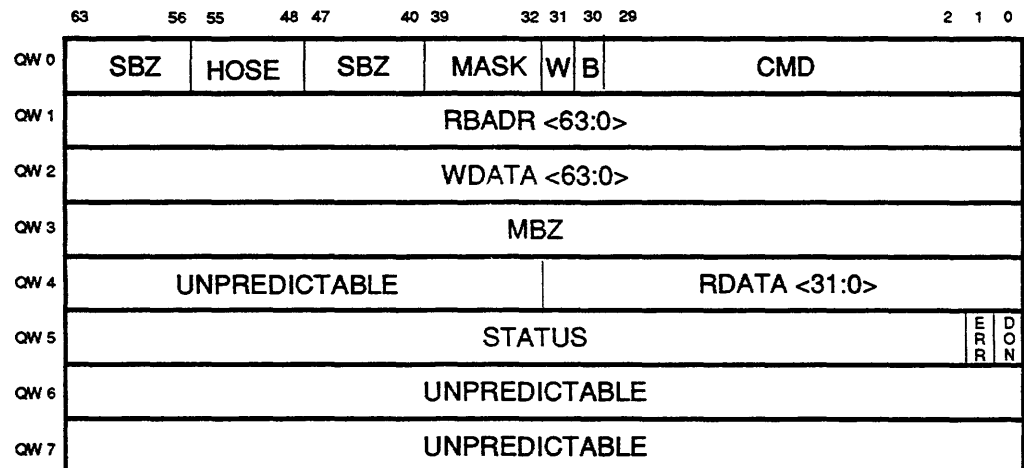 63 56 55 48 47 40 39 32 31 30 29 2 1 0
QW 0 SBZ HOSE SBZ MASK W B CMD
QW 1 RBADR <63:0>
QW 2 WDATA <63:0>
QW 3 MBZ
QW 4 UNPREDICTABLE RDATA <31:0>
QW 5 STATUS ERR DON
QW 6 UNPREDICTABLE
QW 7 UNPREDICTABLE